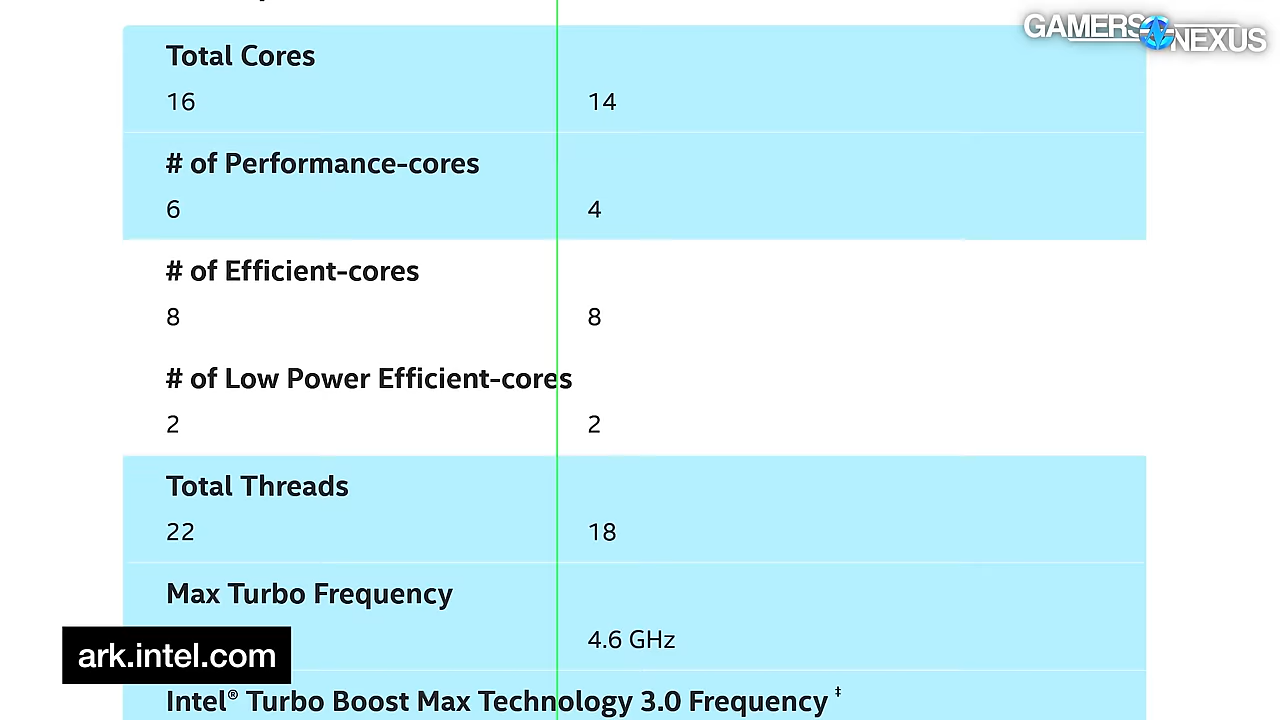 GAMERS NEXUS
Total Cores
16 14
# of Performance-cores
6 4
# of Efficient-cores
8 8
# of Low Power Efficient-cores
2 2
Total Threads
22 18
Max Turbo Frequency
4.6 GHz
ark.intel.com
Intel® Turbo Boost Max Technology 3.0 Frequency ‡